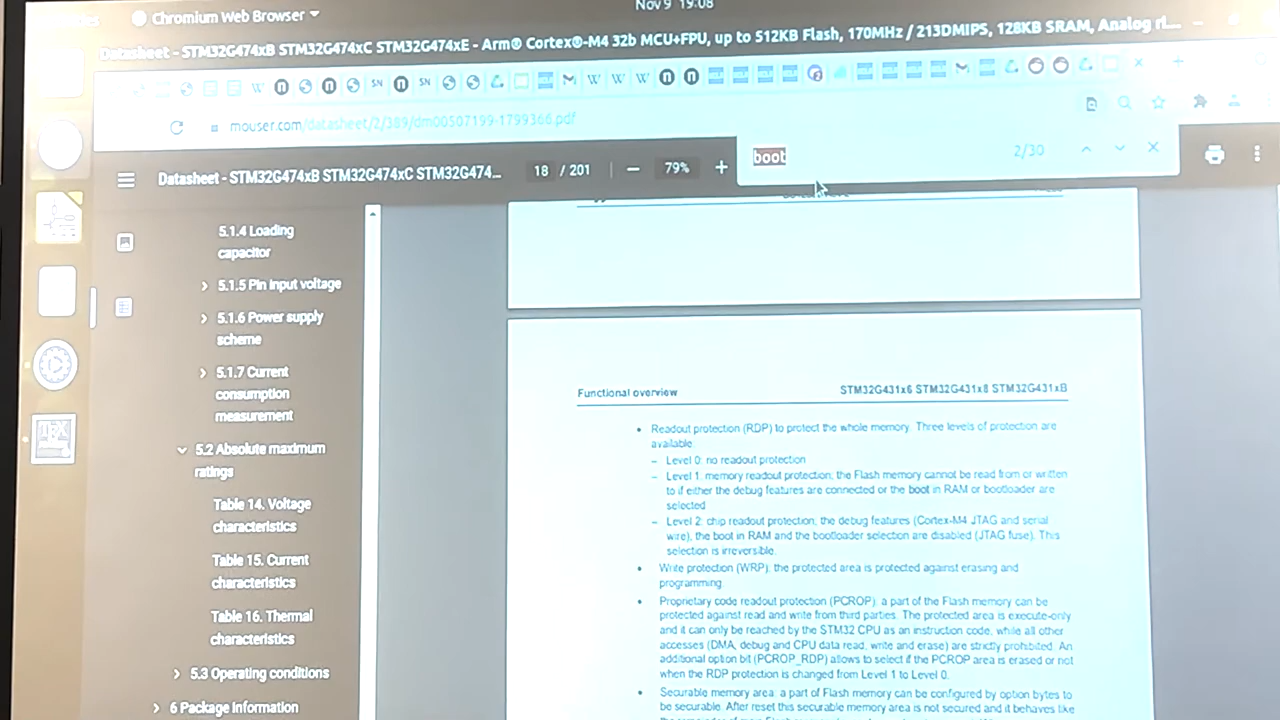 Nov 9 19:08
Chromium Web Browser
Datasheet - STM32G474xB STM32G474xC STM32G474xE - Arm® Cortex®-M4 32b MCU+FPU, up to 512KB Flash, 170MHz / 213DMIPS, 128KB SRAM, Analog ri...
mouser.com/datasheet/2/389/dm00507199-1799366.pdf
boot
2/30
Datasheet - STM32G474xB STM32G474xC STM32G474...
18 / 201
79%
5.1.4 Loading
capacitor
5.1.5 Pin input voltage
5.1.6 Power supply
scheme
5.1.7 Current
consumption
measurement
5.2 Absolute maximum
ratings
Table 14. Voltage
characteristics
Table 15. Current
characteristics
Table 16. Thermal
characteristics
5.3 Operating conditions
6 Package information
Functional overview
STM32G431x6 STM32G431x8 STM32G431xB
• Readout protection (RDP) to protect the whole memory. Three levels of protection are
available:
– Level 0: no readout protection
– Level 1: memory readout protection; the Flash memory cannot be read from or written
to if either the debug features are connected or the boot in RAM or bootloader are
selected
– Level 2: chip readout protection; the debug features (Cortex-M4 JTAG and serial
wire), the boot in RAM and the bootloader selection are disabled (JTAG fuse). This
selection is irreversible.
• Write protection (WRP): the protected area is protected against erasing and
programming.
• Proprietary code readout protection (PCROP): a part of the Flash memory can be
protected against read and write from third parties. The protected area is execute-only
and it can only be reached by the STM32 CPU as an instruction code, while all other
accesses (DMA, debug and CPU data read, write and erase) are strictly prohibited. An
additional option bit (PCROP_RDP) allows to select if the PCROP area is erased or not
when the RDP protection is changed from Level 1 to Level 0.
• Securable memory area: a part of Flash memory can be configured by option bytes to
be securable. After reset this securable memory area is not secured and it behaves like